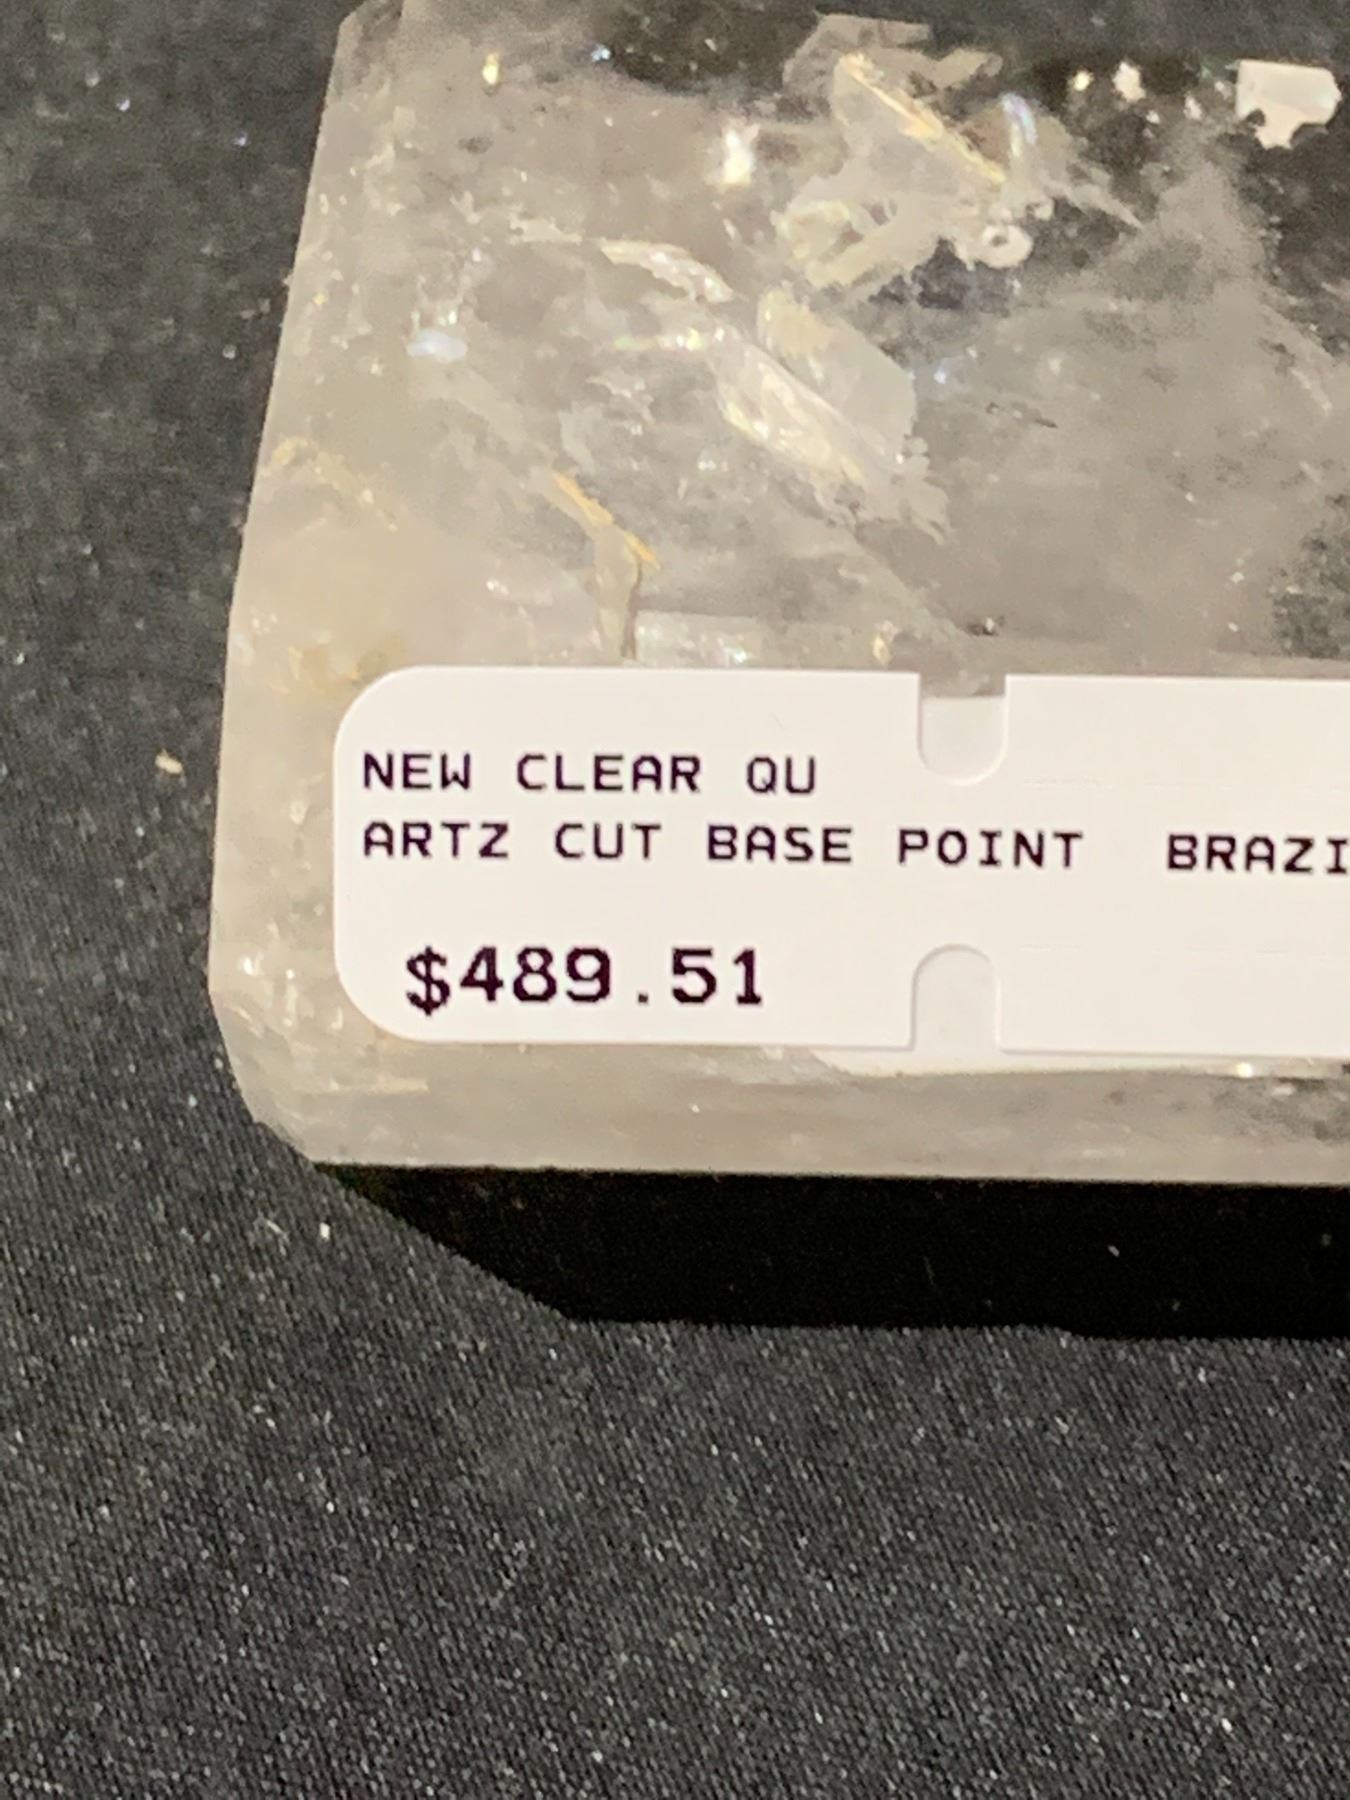 NEW CLEAR QU
ARTZ CUT BASE POINT BRAZI
$489.51